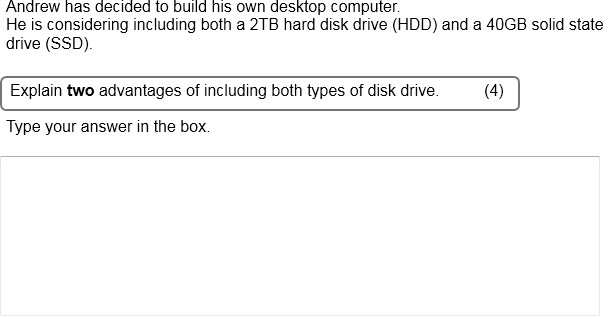 Andrew has decided to build his own desktop computer.
He is considering including both a 2TB hard disk drive (HDD) and a 40GB solid state
drive (SSD).
Explain two advantages of including both types of disk drive. (4)
Type your answer in the box.